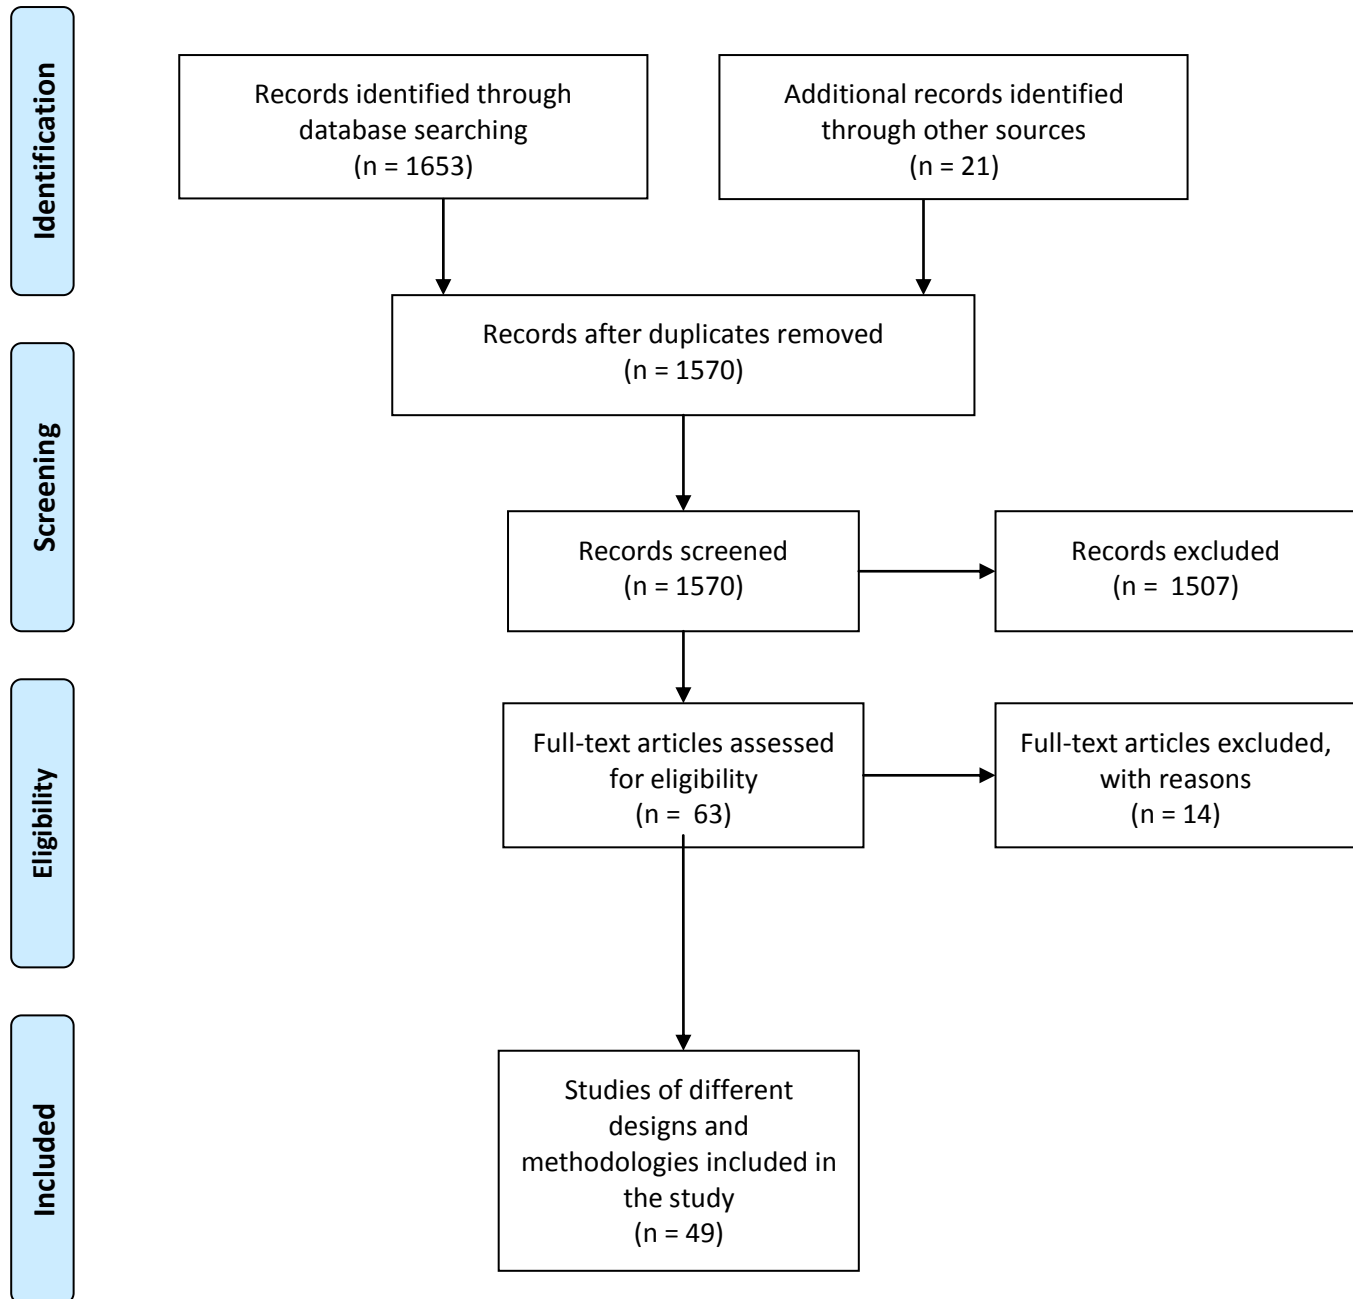 Identification
Records identified through
database searching
(n = 1653)
Additional records identified
through other sources
(n = 21)
Records after duplicates removed
(n = 1570)
Screening
Records screened
(n = 1570)
Records excluded
(n =  1507)
Eligibility
Full-text articles assessed
for eligibility
(n =  63)
Full-text articles excluded,
with reasons
(n = 14)
Included
Studies of different
designs and
methodologies included in
the study
(n = 49)